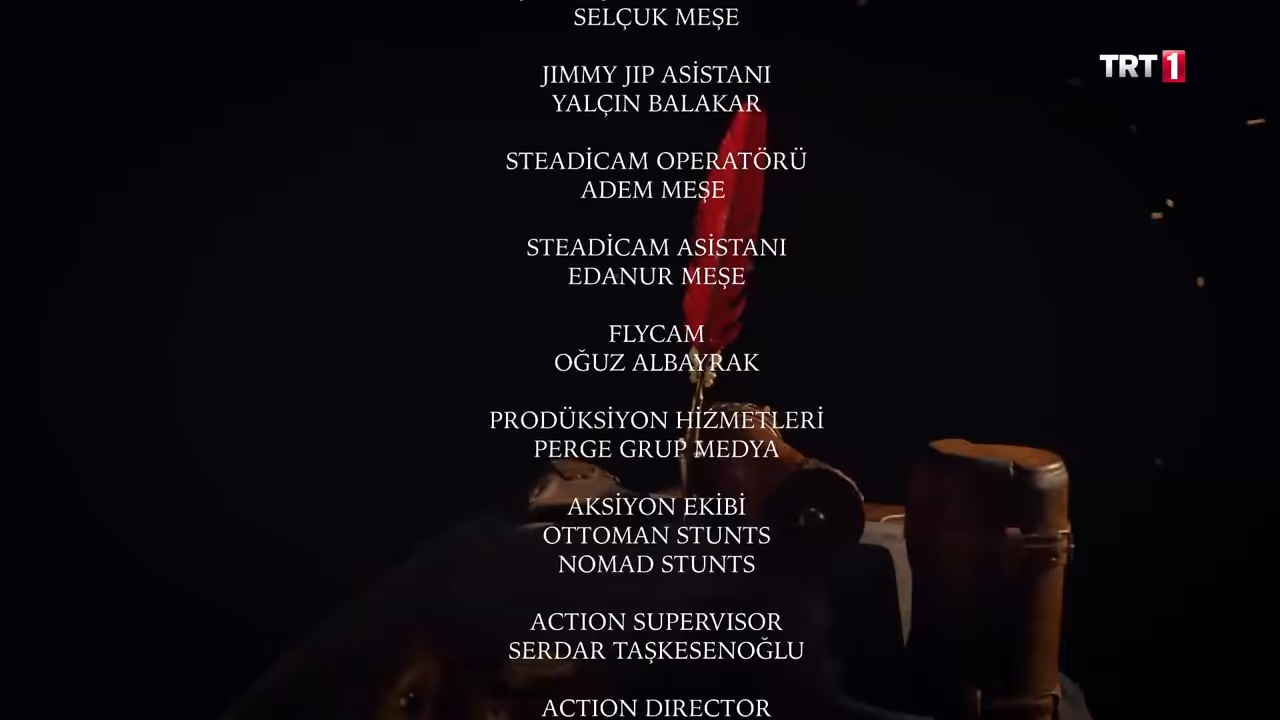 SELÇUK MEŞE
TRT 1
JIMMY JIP ASİSTANI
YALÇIN BALAKAR
STEADİCAM OPERATÖRÜ
ADEM MEŞE
STEADİCAM ASİSTANI
EDANUR MEŞE
FLYCAM
OĞUZ ALBAYRAK
PRODÜKSİYON HİZMETLERİ
PERGE GRUP MEDYA
AKSİYON EKİBİ
OTTOMAN STUNTS
NOMAD STUNTS
ACTION SUPERVISOR
SERDAR TAŞKESENOĞLU
ACTION DIRECTOR